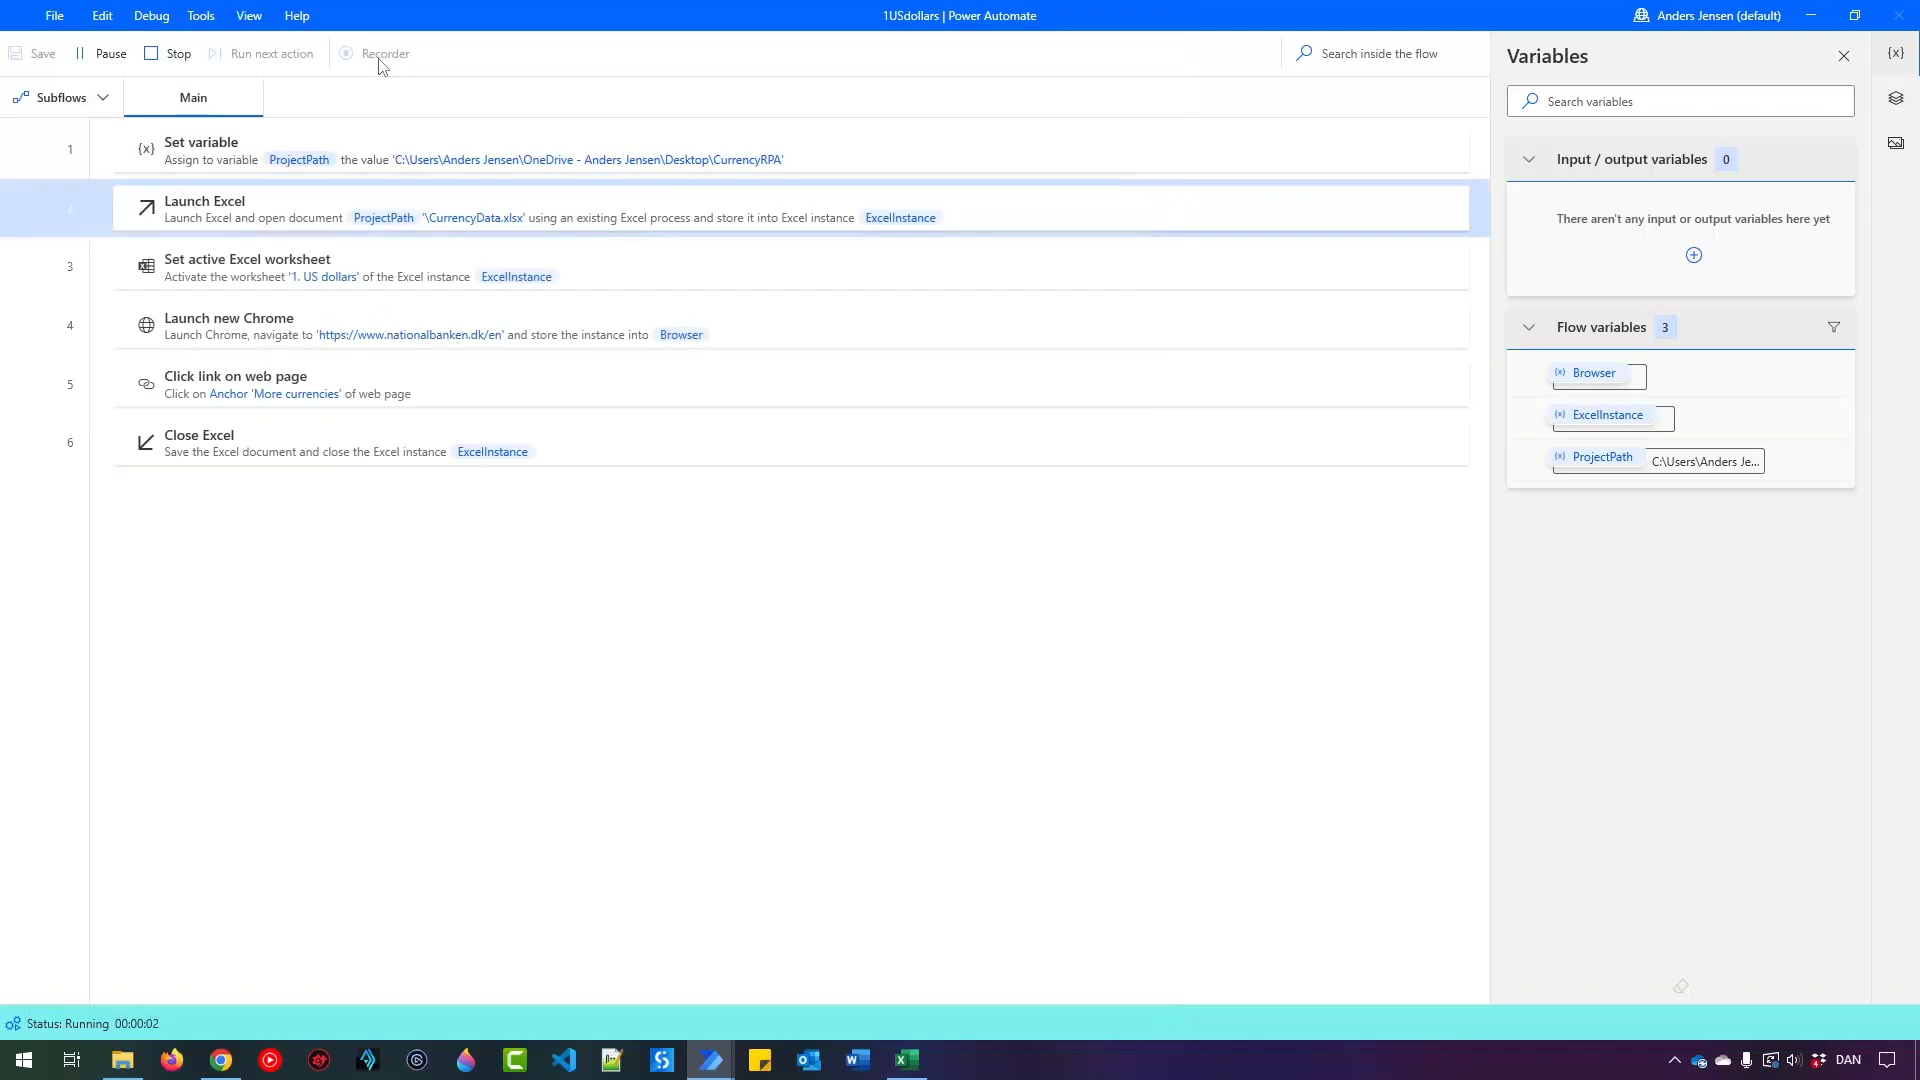 File Edit Debug Tools View Help
1USdollars | Power Automate
Anders Jensen (default)
Save Pause Stop Run next action Recorder
Search inside the flow
Subflows Main
1
Set variable
Assign to variable ProjectPath the value 'C:\Users\Anders Jensen\OneDrive - Anders Jensen\Desktop\CurrencyRPA'
2
Launch Excel
Launch Excel and open document ProjectPath '\CurrencyData.xlsx' using an existing Excel process and store it into Excel instance ExcelInstance
3
Set active Excel worksheet
Activate the worksheet '1. US dollars' of the Excel instance ExcelInstance
4
Launch new Chrome
Launch Chrome, navigate to 'https://www.nationalbanken.dk/en' and store the instance into Browser
5
Click link on web page
Click on Anchor 'More currencies' of web page
6
Close Excel
Save the Excel document and close the Excel instance ExcelInstance
Variables
{x}
Search variables
Input / output variables 0
There aren't any input or output variables here yet
Flow variables 3
Browser
ExcelInstance
ProjectPath C:\Users\Anders Je...
Status: Running 00:00:02
DAN